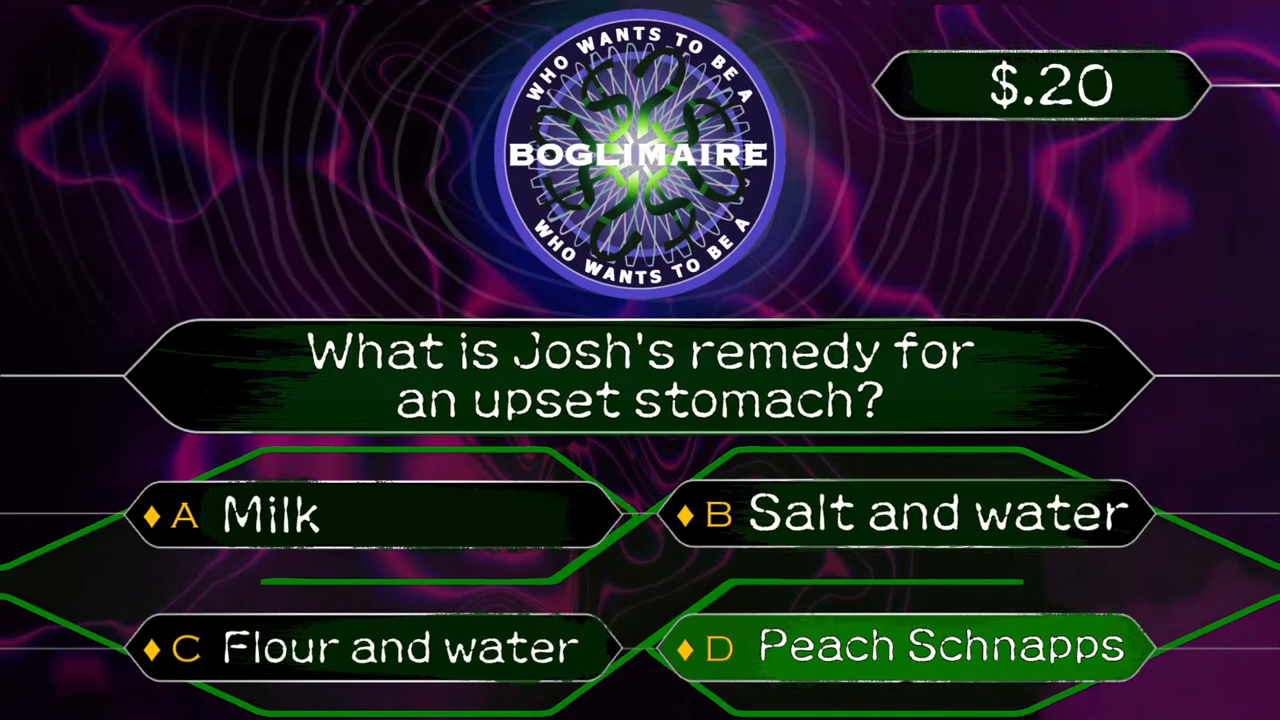 WHO WANTS TO BE A
BOGLIMAIRE
WHO WANTS TO BE A
$.20
What is Josh's remedy for
an upset stomach?
A Milk
B Salt and water
C Flour and water
D Peach Schnapps